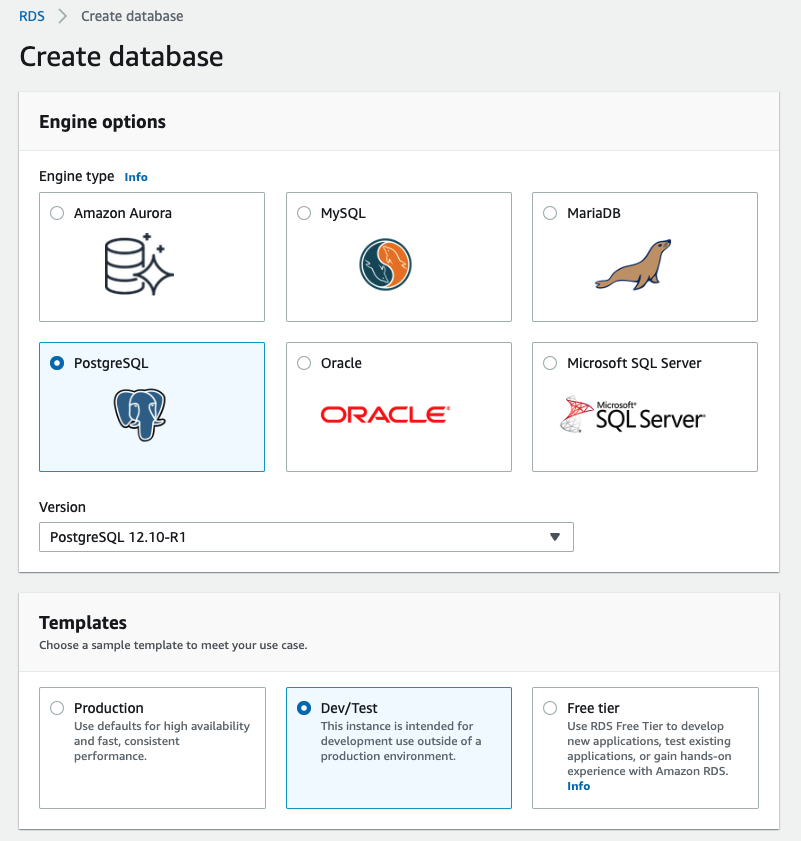 RDS > Create database
Create database
Engine options
Engine type Info
Amazon Aurora
MySQL
MariaDB
PostgreSQL
Oracle
ORACLE®
Microsoft SQL Server
Microsoft®
SQL Server®
Version
PostgreSQL 12.10-R1
Templates
Choose a sample template to meet your use case.
Production
Use defaults for high availability
and fast, consistent
performance.
Dev/Test
This instance is intended for
development use outside of a
production environment.
Free tier
Use RDS Free Tier to develop
new applications, test existing
applications, or gain hands-on
experience with Amazon RDS.
Info